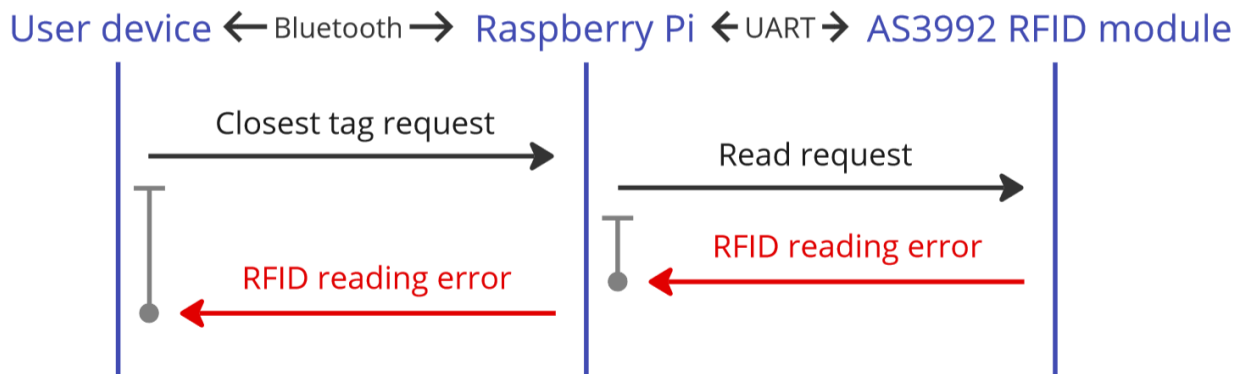 User device Bluetooth Raspberry Pi UART AS3992 RFID module
Closest tag request
Read request
RFID reading error
RFID reading error